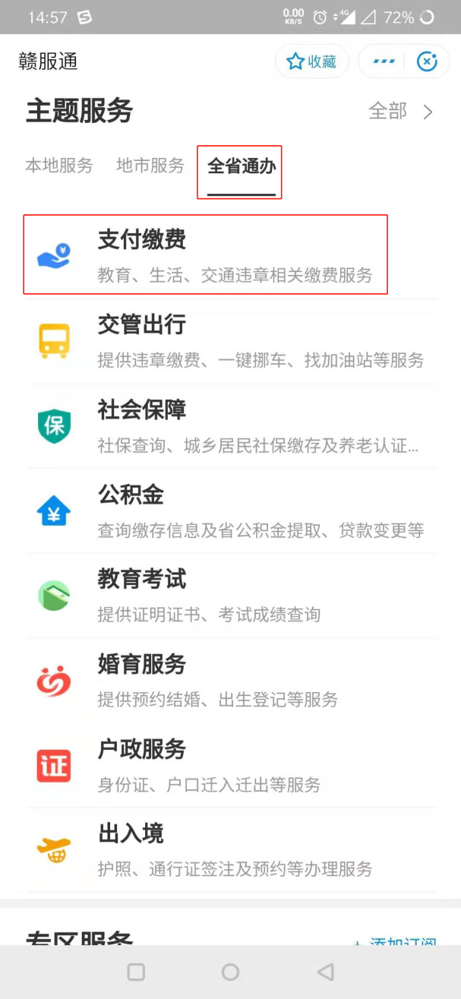 14:57 0.00 KB/S 4G 72%
赣服通 收藏
主题服务 全部
本地服务 地市服务 全省通办
支付缴费
教育、生活、交通违章相关缴费服务
交管出行
提供违章缴费、一键挪车、找加油站等服务
保
社会保障
社保查询、城乡居民社保缴存及养老认证...
公积金
查询缴存信息及省公积金提取、贷款变更等
教育考试
提供证明证书、考试成绩查询
婚育服务
提供预约结婚、出生登记等服务
证
户政服务
身份证、户口迁入迁出等服务
出入境
护照、通行证签注及预约等办理服务
专区服务 + 添加订阅